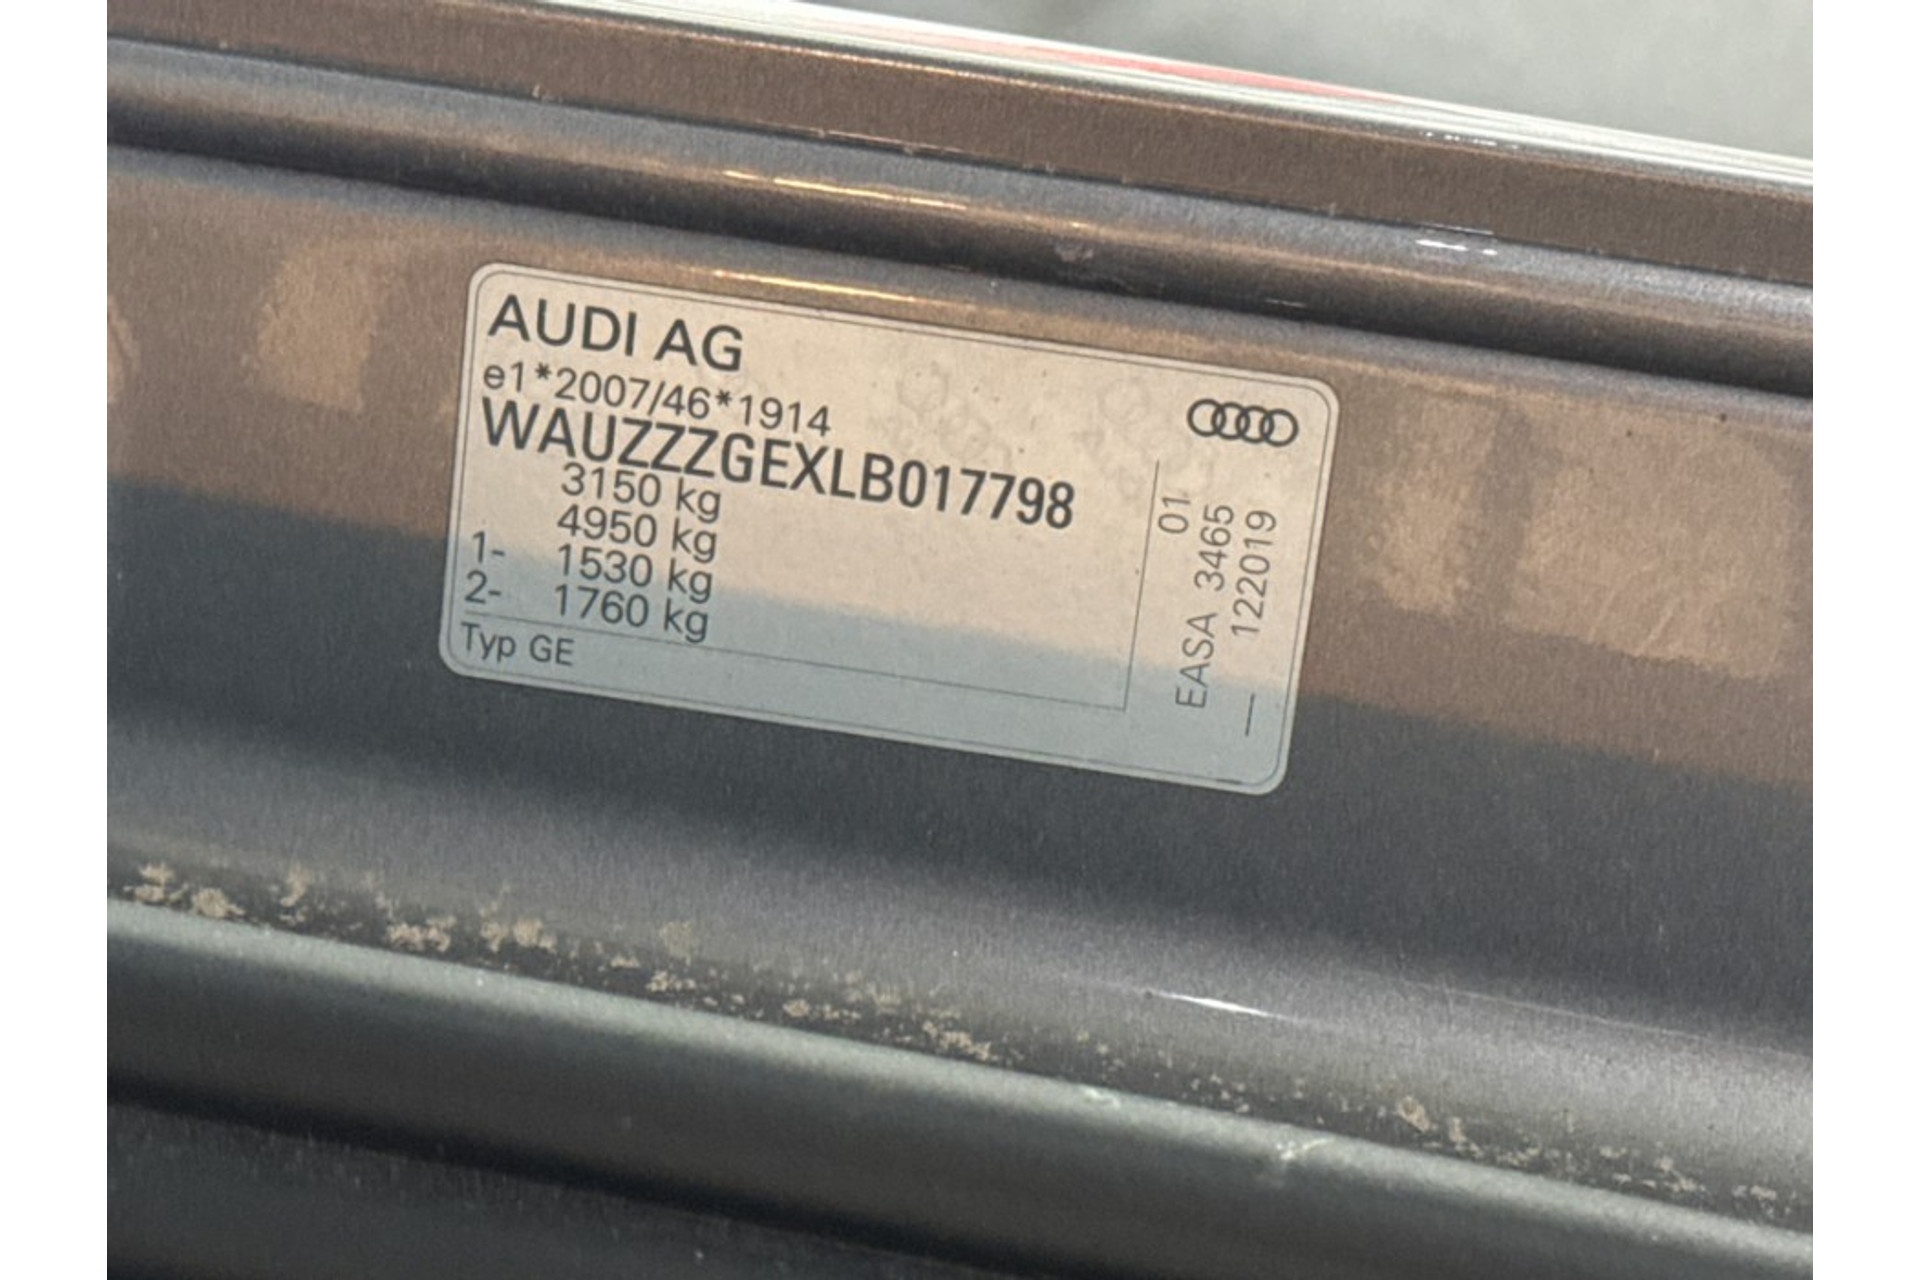 AUDI AG
e1*2007/46*1914
WAUZZZGEXLB017798
3150 kg
4950 kg
1- 1530 kg
2- 1760 kg
Typ GE
01
EASA 3465
— 122019